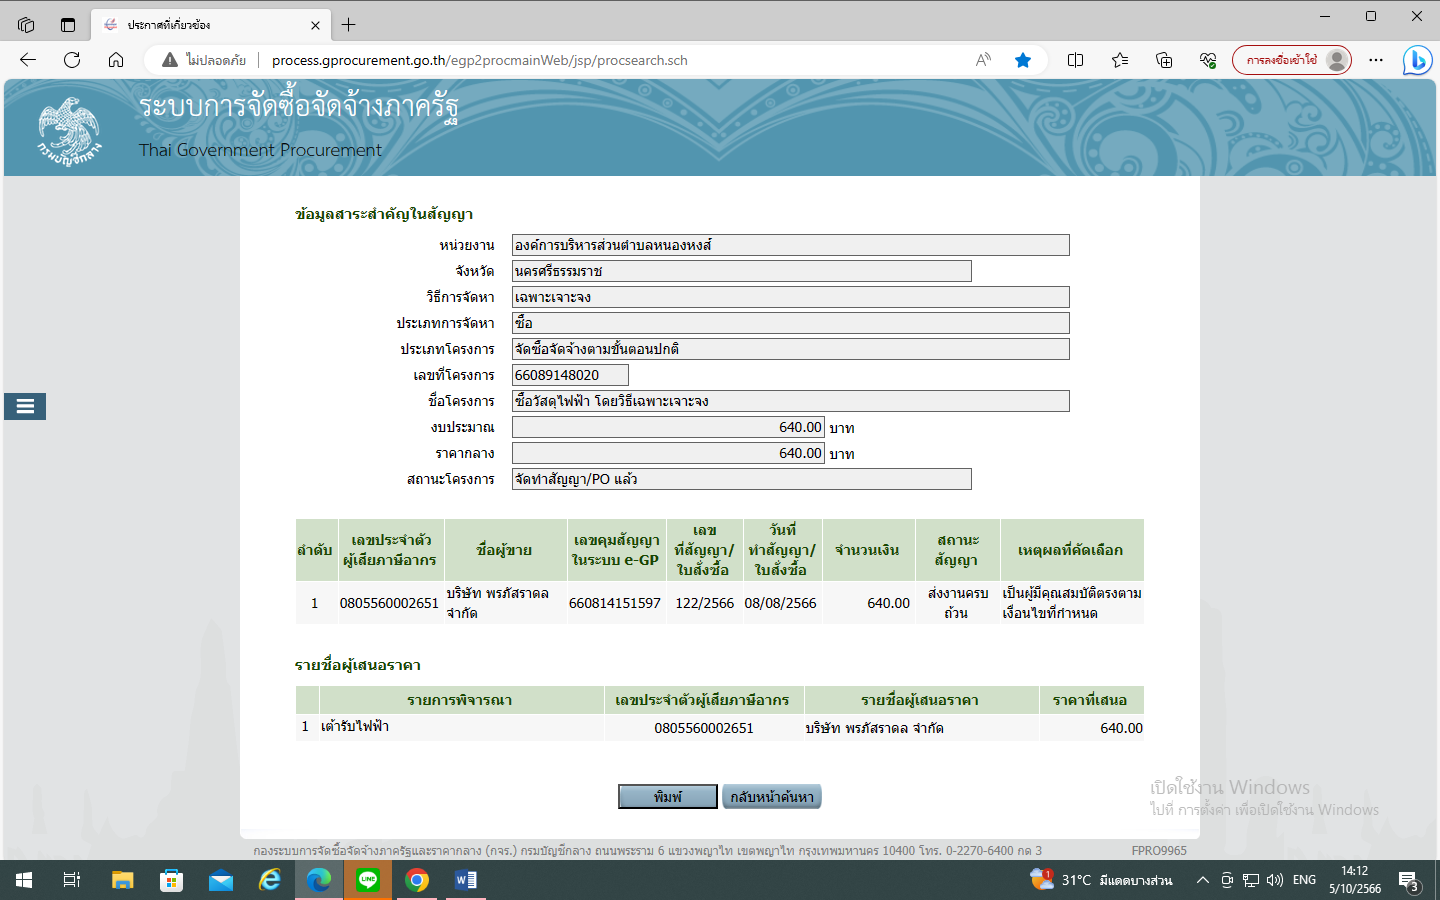 ประกาศที่เกี่ยวข้อง
ไม่ปลอดภัย
process.gprocurement.go.th/egp2procmainWeb/jsp/procsearch.sch
การลงชื่อเข้าใช้
ระบบการจัดซื้อจัดจ้างภาครัฐ
Thai Government Procurement
กรมบัญชีกลาง
ข้อมูลสาระสำคัญในสัญญา
หน่วยงาน องค์การบริหารส่วนตำบลหนองหงส์
จังหวัด นครศรีธรรมราช
วิธีการจัดหา เฉพาะเจาะจง
ประเภทการจัดหา ซื้อ
ประเภทโครงการ จัดซื้อจัดจ้างตามขั้นตอนปกติ
เลขที่โครงการ 66089148020
ชื่อโครงการ ซื้อวัสดุไฟฟ้า โดยวิธีเฉพาะเจาะจง
งบประมาณ 640.00 บาท
ราคากลาง 640.00 บาท
สถานะโครงการ จัดทำสัญญา/PO แล้ว
ลำดับ เลขประจำตัวผู้เสียภาษีอากร ชื่อผู้ขาย เลขคุมสัญญาในระบบ e-GP เลขที่สัญญา/ใบสั่งซื้อ วันที่ทำสัญญา/ใบสั่งซื้อ จำนวนเงิน สถานะสัญญา เหตุผลที่คัดเลือก
1 0805560002651 บริษัท พรภัสราดล จำกัด 660814151597 122/2566 08/08/2566 640.00 ส่งงานครบถ้วน เป็นผู้มีคุณสมบัติตรงตามเงื่อนไขที่กำหนด
รายชื่อผู้เสนอราคา
รายการพิจารณา เลขประจำตัวผู้เสียภาษีอากร รายชื่อผู้เสนอราคา ราคาที่เสนอ
1 เต้ารับไฟฟ้า 0805560002651 บริษัท พรภัสราดล จำกัด 640.00
พิมพ์ กลับหน้าค้นหา
เปิดใช้งาน Windows
ไปที่ การตั้งค่า เพื่อเปิดใช้งาน Windows
กองระบบการจัดซื้อจัดจ้างภาครัฐและราคากลาง (กจร.) กรมบัญชีกลาง ถนนพระราม 6 แขวงพญาไท เขตพญาไท กรุงเทพมหานคร 10400 โทร. 0-2270-6400 กด 3 FPRO9965
LINE
1
31°C มีแดดบางส่วน
ENG
14:12
5/10/2566
3